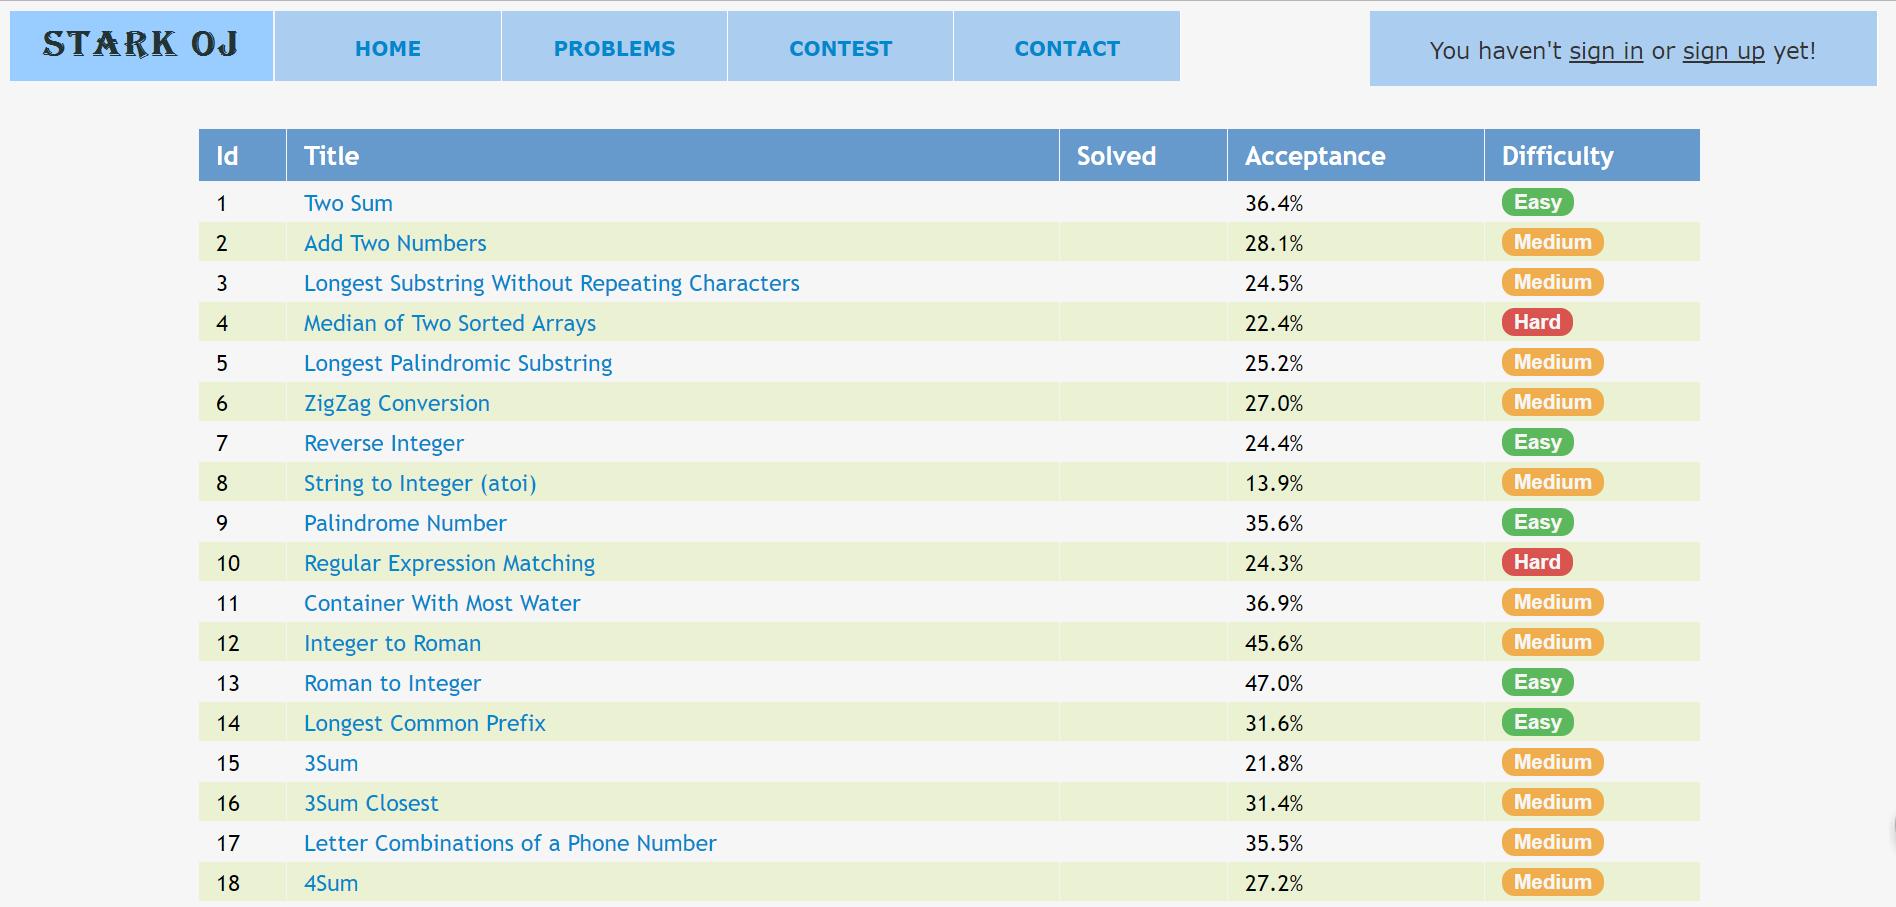 STARK OJ HOME PROBLEMS CONTEST CONTACT You haven't sign in or sign up yet!
Id Title Solved Acceptance Difficulty
1 Two Sum 36.4% Easy
2 Add Two Numbers 28.1% Medium
3 Longest Substring Without Repeating Characters 24.5% Medium
4 Median of Two Sorted Arrays 22.4% Hard
5 Longest Palindromic Substring 25.2% Medium
6 ZigZag Conversion 27.0% Medium
7 Reverse Integer 24.4% Easy
8 String to Integer (atoi) 13.9% Medium
9 Palindrome Number 35.6% Easy
10 Regular Expression Matching 24.3% Hard
11 Container With Most Water 36.9% Medium
12 Integer to Roman 45.6% Medium
13 Roman to Integer 47.0% Easy
14 Longest Common Prefix 31.6% Easy
15 3Sum 21.8% Medium
16 3Sum Closest 31.4% Medium
17 Letter Combinations of a Phone Number 35.5% Medium
18 4Sum 27.2% Medium